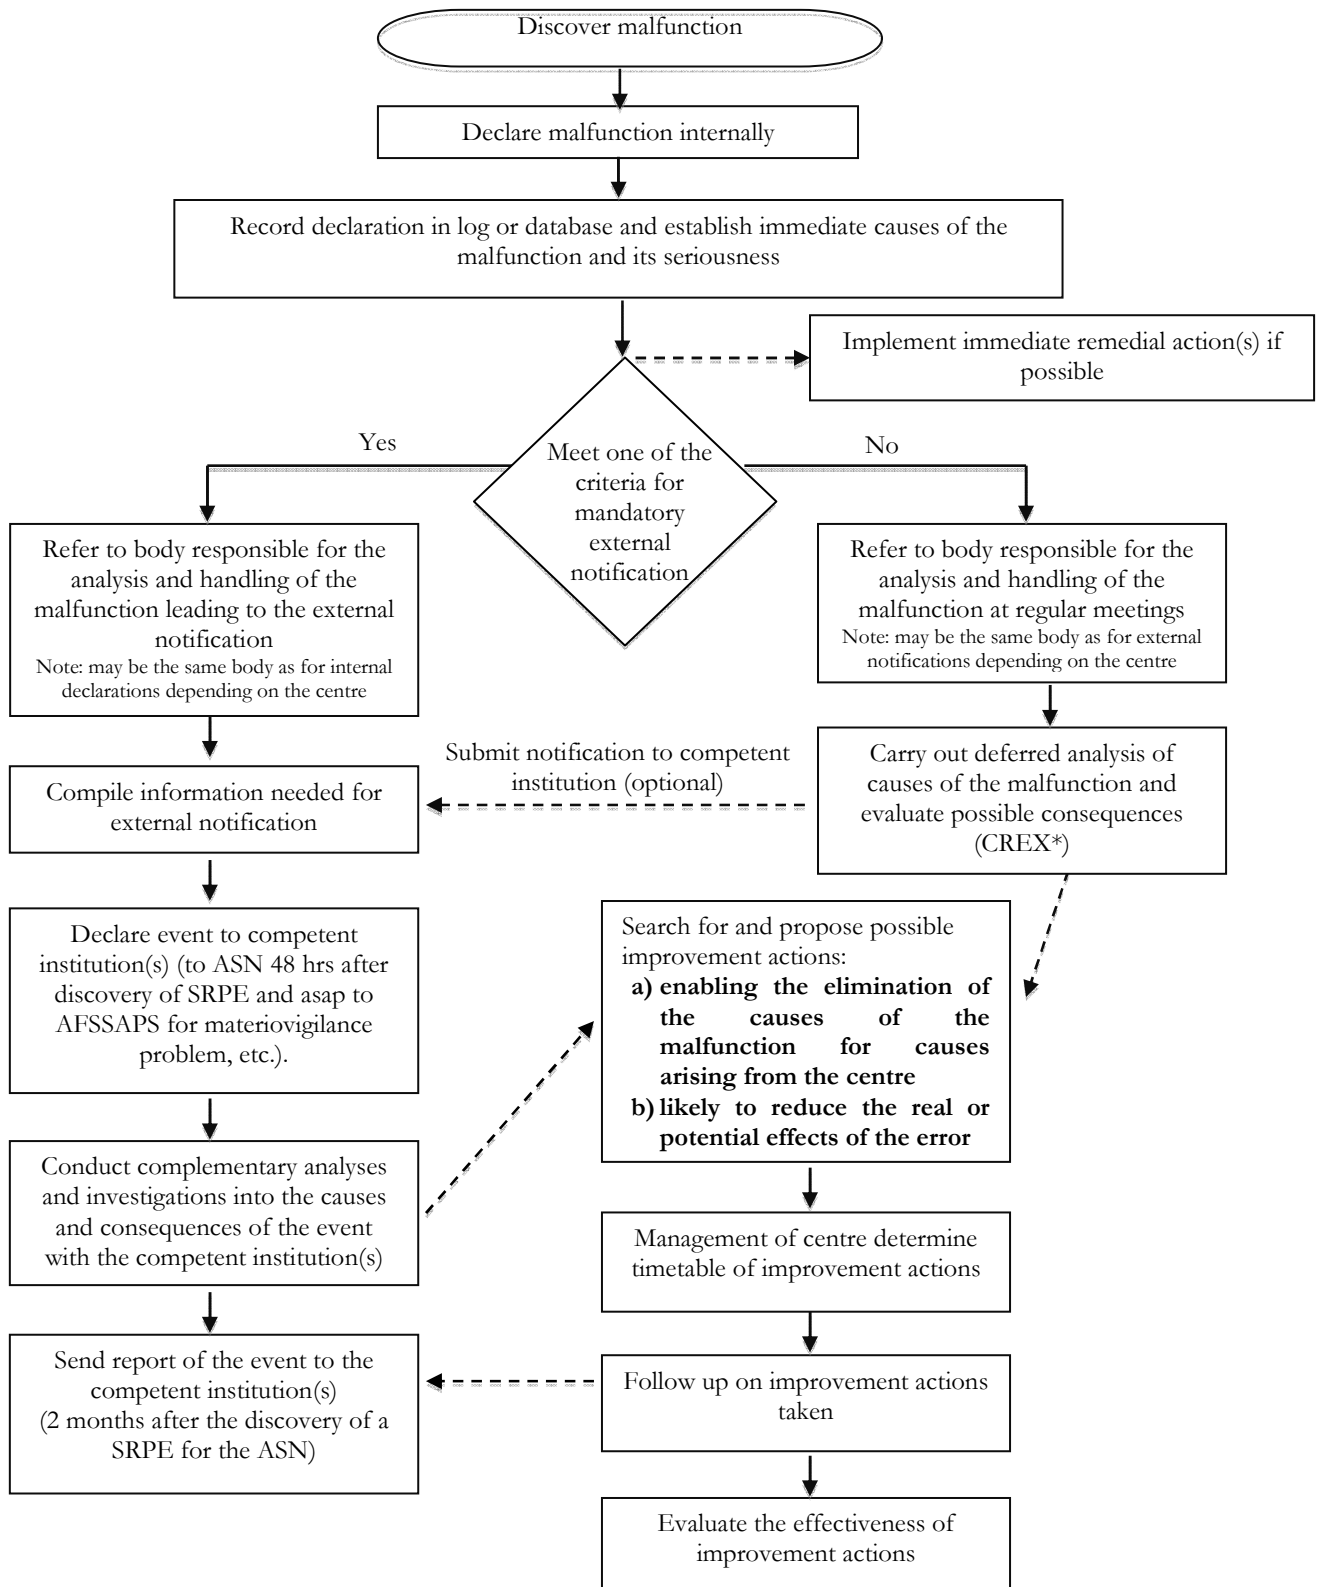 Discover malfunction
Declare malfunction internally
Record declaration in log or database and establish immediate causes of the
malfunction and its seriousness
Implement immediate remedial action(s) if
possible
Yes
No
Meet one of the
criteria for
mandatory
external
notification
Refer to body responsible for the
analysis and handling of the
malfunction leading to the external
notification
Note: may be the same body as for internal
declarations depending on the centre
Refer to body responsible for the
analysis and handling of the
malfunction at regular meetings
Note: may be the same body as for external
notifications depending on the centre
Submit notification to competent
institution (optional)
Compile information needed for
external notification
Carry out deferred analysis of
causes of the malfunction and
evaluate possible consequences
(CREX*)
Declare event to competent
institution(s) (to ASN 48 hrs after
discovery of SRPE and asap to
AFSSAPS for materiovigilance
problem, etc.).
Search for and propose possible
improvement actions:
a) enabling the elimination of
the causes of the
malfunction for causes
arising from the centre
b) likely to reduce the real or
potential effects of the error
Conduct complementary analyses
and investigations into the causes
and consequences of the event
with the competent institution(s)
Management of centre determine
timetable of improvement actions
Send report of the event to the
competent institution(s)
(2 months after the discovery of a
SRPE for the ASN)
Follow up on improvement actions
taken
Evaluate the effectiveness of
improvement actions